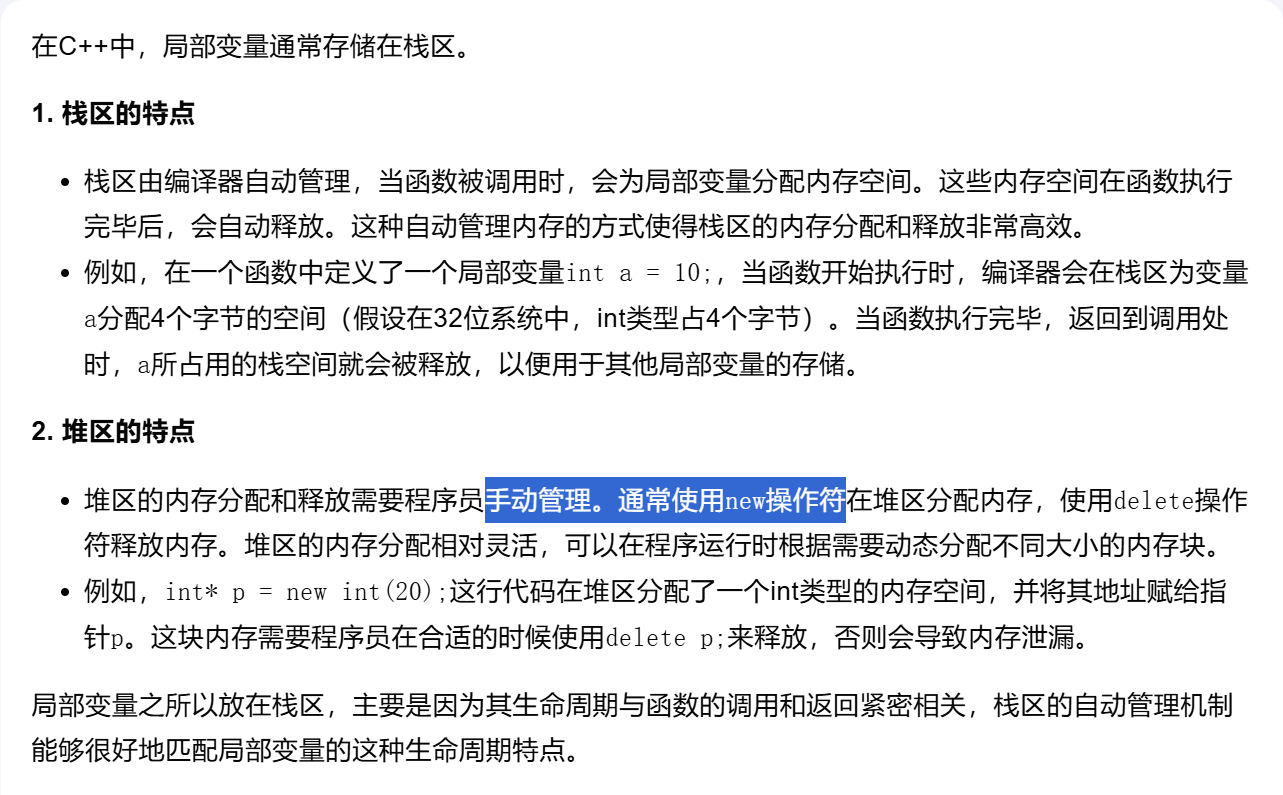 在C++中，局部变量通常存储在栈区。
1. 栈区的特点
• 栈区由编译器自动管理，当函数被调用时，会为局部变量分配内存空间。这些内存空间在函数执行
完毕后，会自动释放。这种自动管理内存的方式使得栈区的内存分配和释放非常高效。
• 例如，在一个函数中定义了一个局部变量int a = 10;，当函数开始执行时，编译器会在栈区为变量
a分配4个字节的空间（假设在32位系统中，int类型占4个字节）。当函数执行完毕，返回到调用处
时，a所占用的栈空间就会被释放，以便用于其他局部变量的存储。
2. 堆区的特点
• 堆区的内存分配和释放需要程序员手动管理。通常使用new操作符在堆区分配内存，使用delete操作
符释放内存。堆区的内存分配相对灵活，可以在程序运行时根据需要动态分配不同大小的内存块。
• 例如，int* p = new int(20);这行代码在堆区分配了一个int类型的内存空间，并将其地址赋给指
针p。这块内存需要程序员在合适的时候使用delete p;来释放，否则会导致内存泄漏。
局部变量之所以放在栈区，主要是因为其生命周期与函数的调用和返回紧密相关，栈区的自动管理机制
能够很好地匹配局部变量的这种生命周期特点。